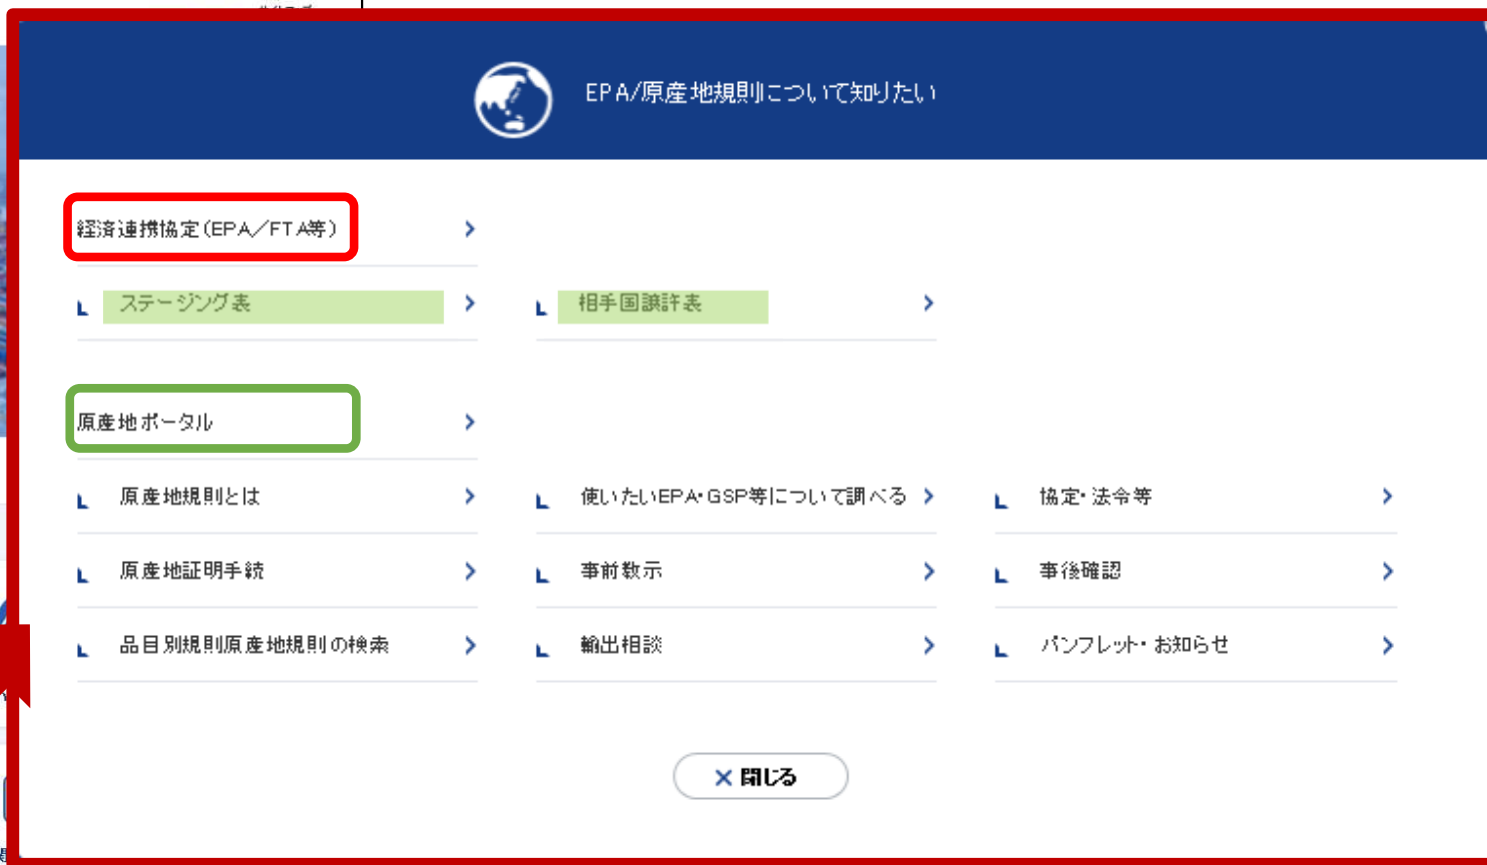 EPA/原産地規則について知りたい
経済連携協定(EPA/FTA等)
ステージング表
相手国譲許表
原産地ポータル
原産地規則とは
使いたいEPA・GSP等について調べる
協定・法令等
原産地証明手続
事前教示
事後確認
品目別規則原産地規則の検索
輸出相談
パンフレット・お知らせ
× 閉じる